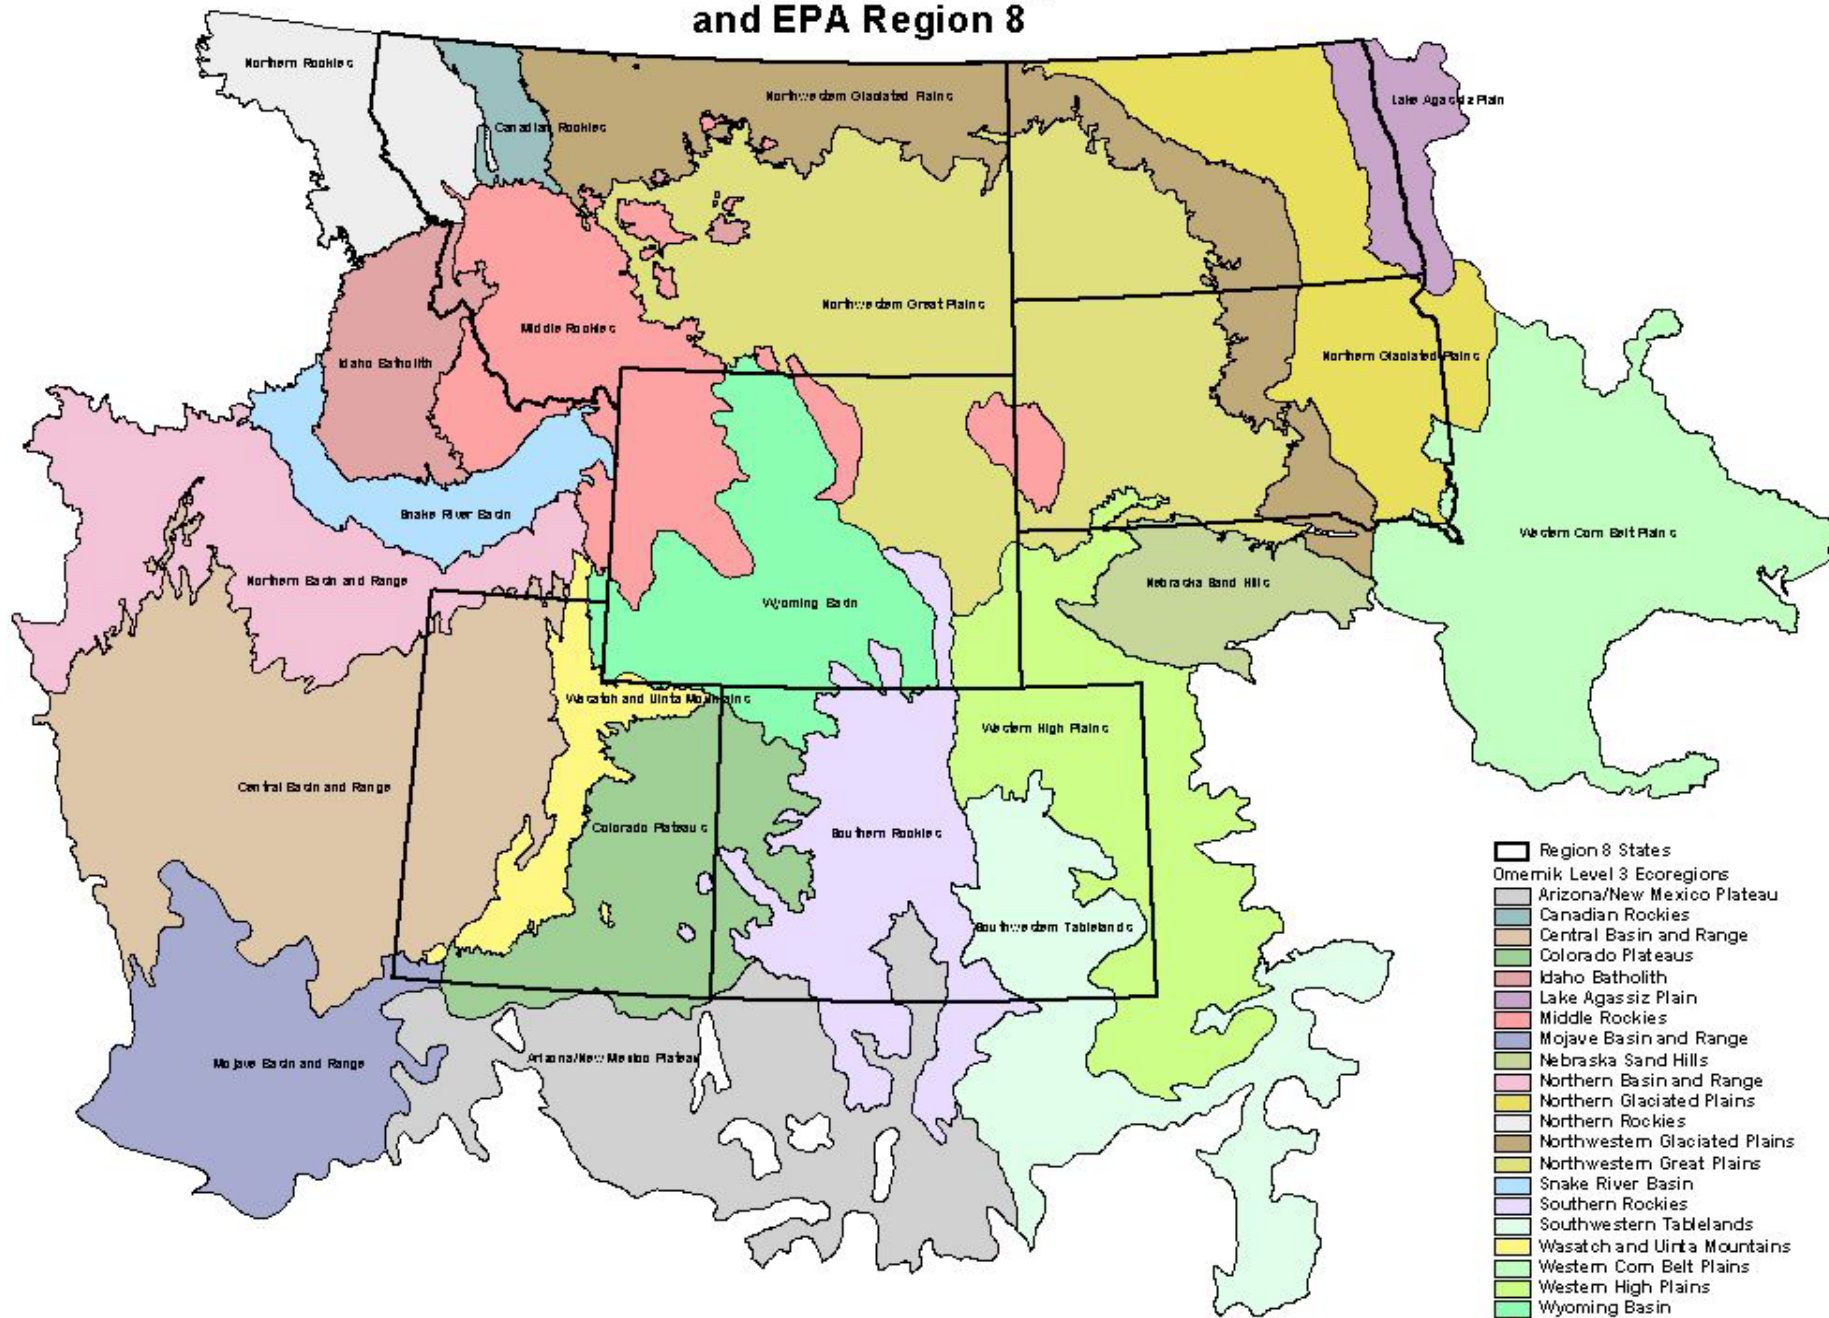 and EPA Region 8
Northern Rockies
Northwestern Glaciated Plains
Lake Agassiz Plain
Canadian Rockies
Northwestern Great Plains
Middle Rockies
Idaho Batholith
Northern Glaciated Plains
Snake River Basin
Western Corn Belt Plains
Northern Basin and Range
Nebraska Sand Hills
Wyoming Basin
Wasatch and Uinta Mountains
Western High Plains
Central Basin and Range
Colorado Plateaus
Southern Rockies
Southwestern Tablelands
Mojave Basin and Range
Arizona/New Mexico Plateau
Region 8 States
Omernik Level 3 Ecoregions
Arizona/New Mexico Plateau
Canadian Rockies
Central Basin and Range
Colorado Plateaus
Idaho Batholith
Lake Agassiz Plain
Middle Rockies
Mojave Basin and Range
Nebraska Sand Hills
Northern Basin and Range
Northern Glaciated Plains
Northern Rockies
Northwestern Glaciated Plains
Northwestern Great Plains
Snake River Basin
Southern Rockies
Southwestern Tablelands
Wasatch and Uinta Mountains
Western Corn Belt Plains
Western High Plains
Wyoming Basin